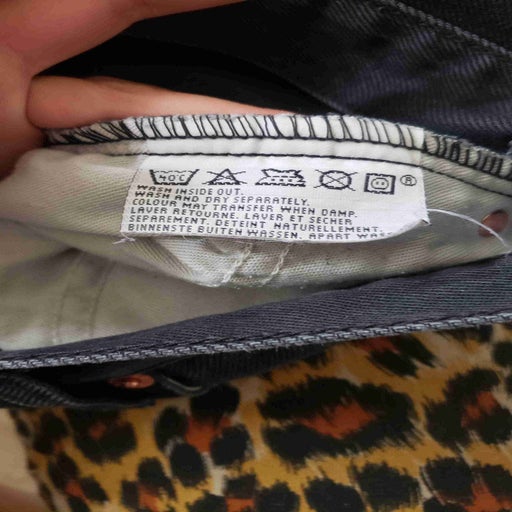 40°C ®
WASH INSIDE OUT.
WASH AND DRY SEPARATELY.
COLOUR MAY TRANSFER WHEN DAMP.
LAVER RETOURNE. LAVER ET SECHER
SEPAREMENT. DETEINT NATURELLEMENT.
BINNENSTE BUITEN WASSEN. APART WAS